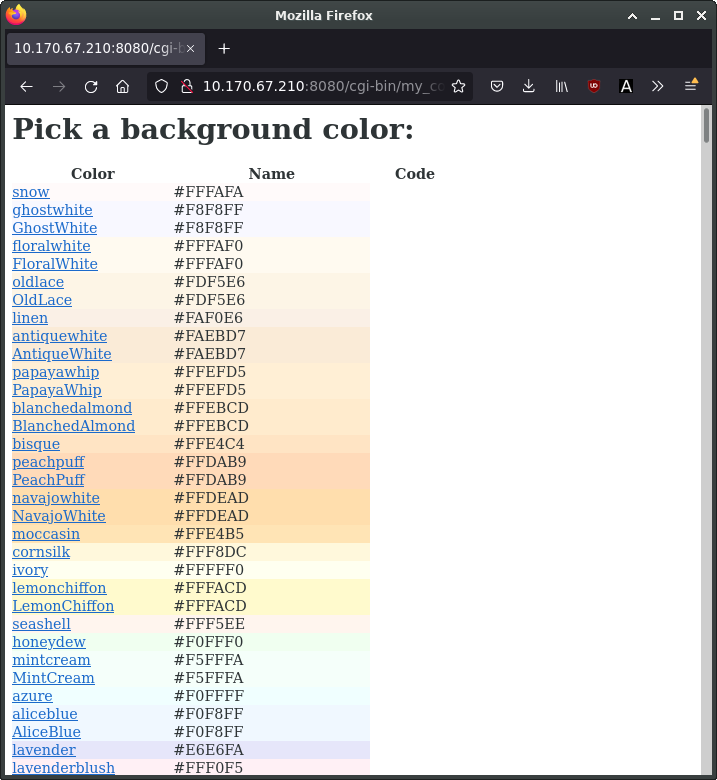 Mozilla Firefox
10.170.67.210:8080/cgi-b
10.170.67.210:8080/cgi-bin/my_co
Pick a background color:
Color Name Code
snow #FFFAFA
ghostwhite #F8F8FF
GhostWhite #F8F8FF
floralwhite #FFFAF0
FloralWhite #FFFAF0
oldlace #FDF5E6
OldLace #FDF5E6
linen #FAF0E6
antiquewhite #FAEBD7
AntiqueWhite #FAEBD7
papayawhip #FFEFD5
PapayaWhip #FFEFD5
blanchedalmond #FFEBCD
BlanchedAlmond #FFEBCD
bisque #FFE4C4
peachpuff #FFDAB9
PeachPuff #FFDAB9
navajowhite #FFDEAD
NavajoWhite #FFDEAD
moccasin #FFE4B5
cornsilk #FFF8DC
ivory #FFFFF0
lemonchiffon #FFFACD
LemonChiffon #FFFACD
seashell #FFF5EE
honeydew #F0FFF0
mintcream #F5FFFA
MintCream #F5FFFA
azure #F0FFFF
aliceblue #F0F8FF
AliceBlue #F0F8FF
lavender #E6E6FA
lavenderblush #FFF0F5